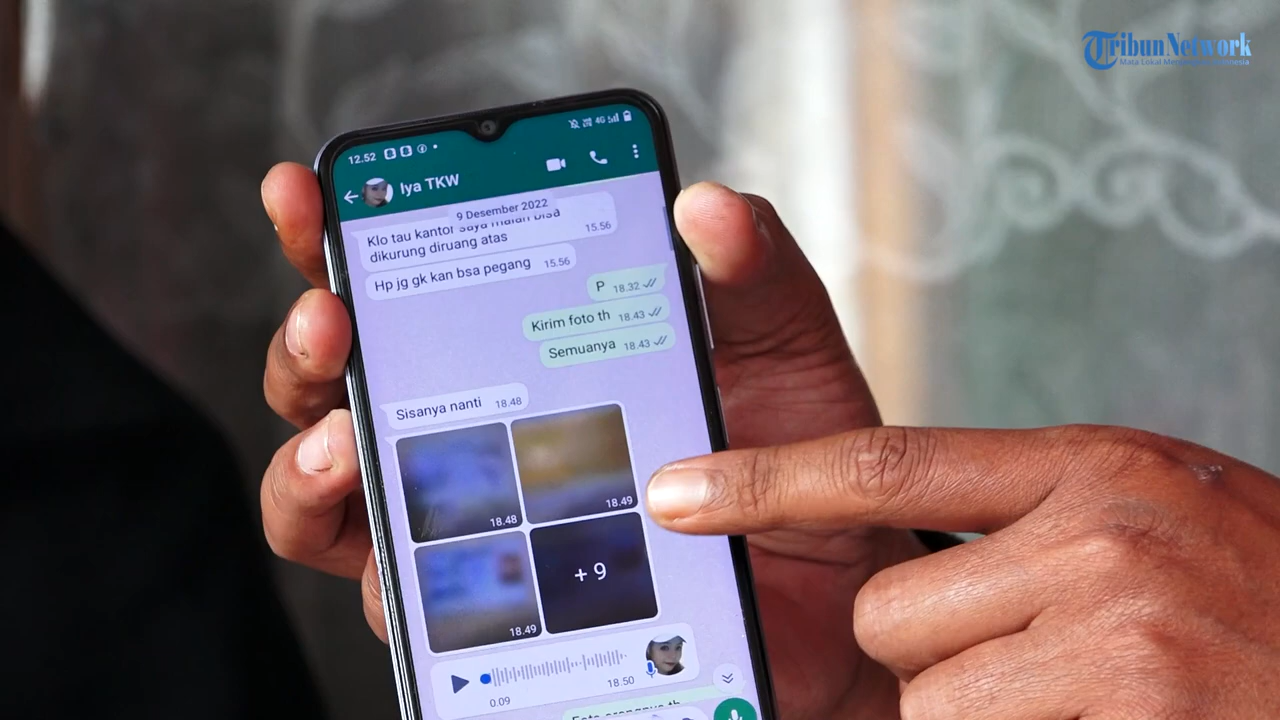 TribunNetwork
12.52
4G
Iya TKW
9 Desember 2022
Klo tau kantor saya malah bisa
dikurung diruang atas
15.56
Hp jg gk kan bsa pegang 15.56
P 18.32
Kirim foto th 18.43
Semuanya 18.43
Sisanya nanti 18.48
18.48
18.49
18.49
+ 9
0.09
18.50